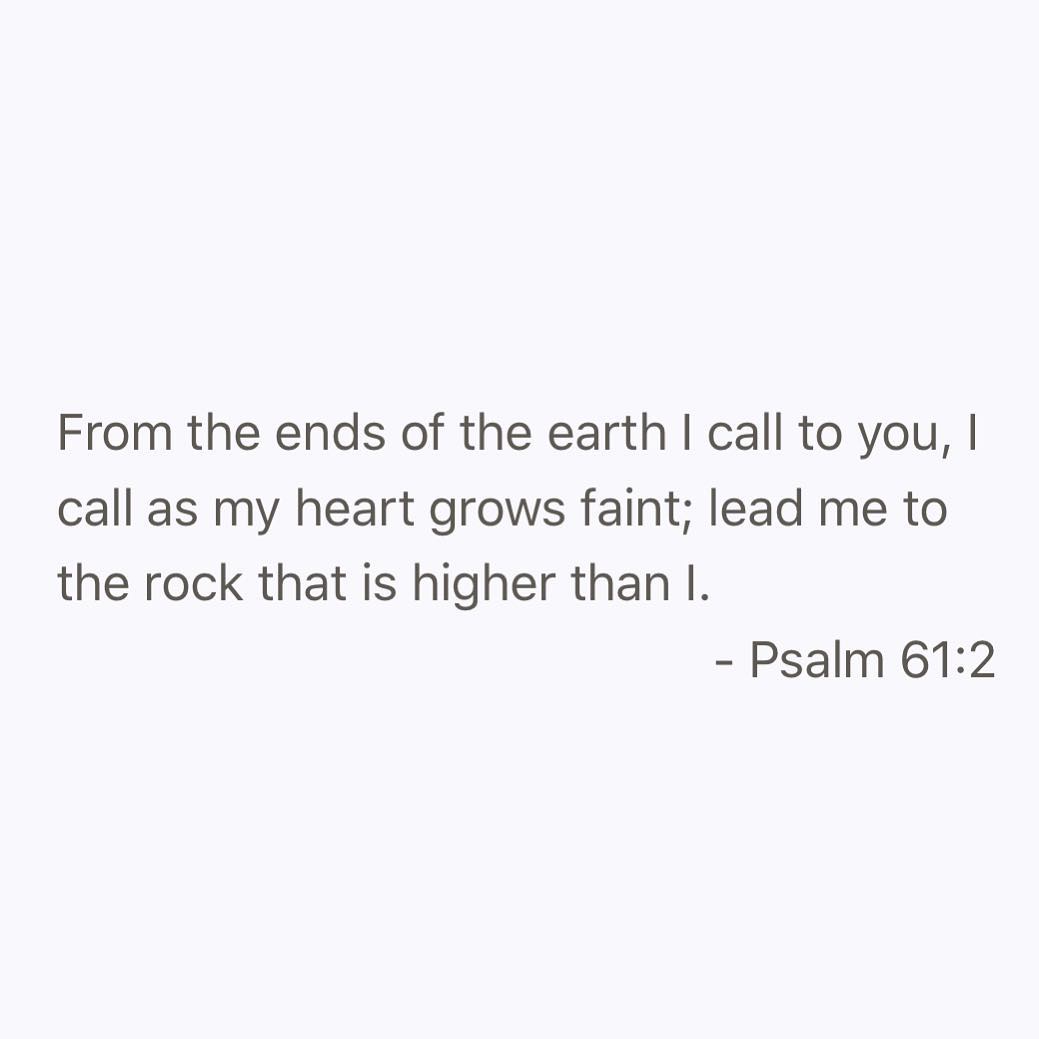 From the ends of the earth I call to you, I
call as my heart grows faint; lead me to
the rock that is higher than I.
- Psalm 61:2